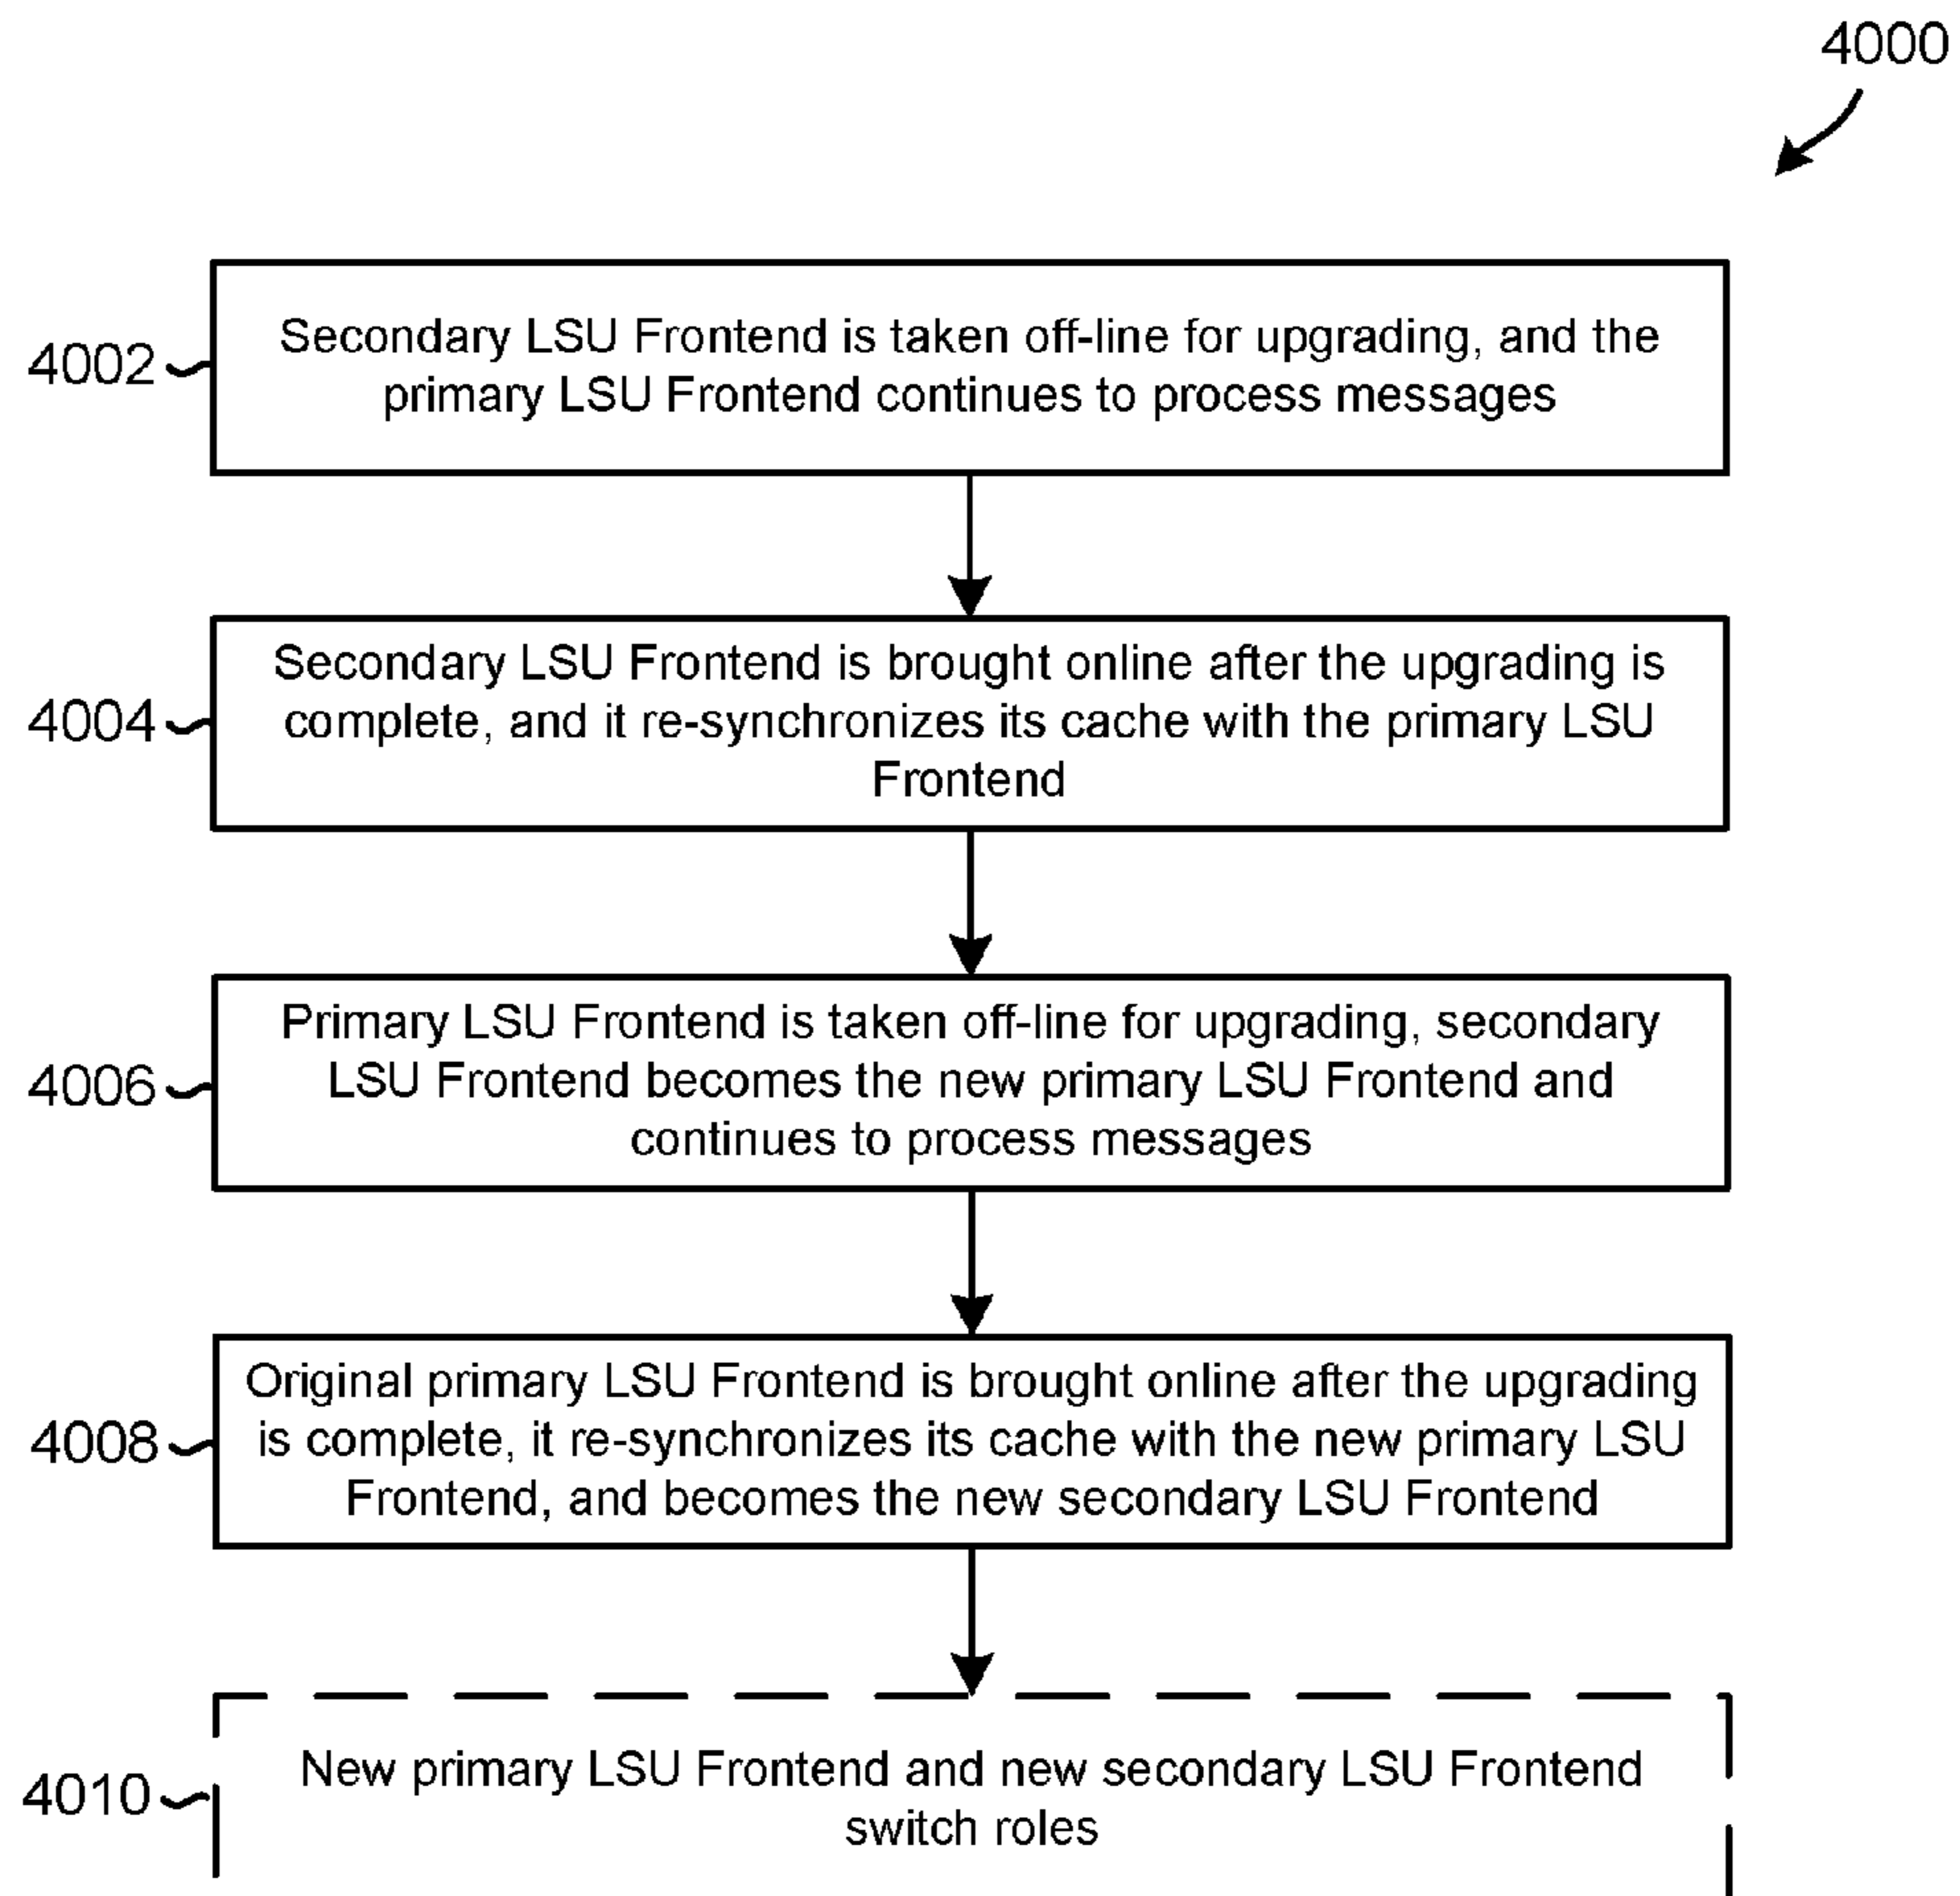 4000
4002
Secondary LSU Frontend is taken off-line for upgrading, and the
primary LSU Frontend continues to process messages
4004
Secondary LSU Frontend is brought online after the upgrading is
complete, and it re-synchronizes its cache with the primary LSU
Frontend
4006
Primary LSU Frontend is taken off-line for upgrading, secondary
LSU Frontend becomes the new primary LSU Frontend and
continues to process messages
4008
Original primary LSU Frontend is brought online after the upgrading
is complete, it re-synchronizes its cache with the new primary LSU
Frontend, and becomes the new secondary LSU Frontend
4010
New primary LSU Frontend and new secondary LSU Frontend
switch roles